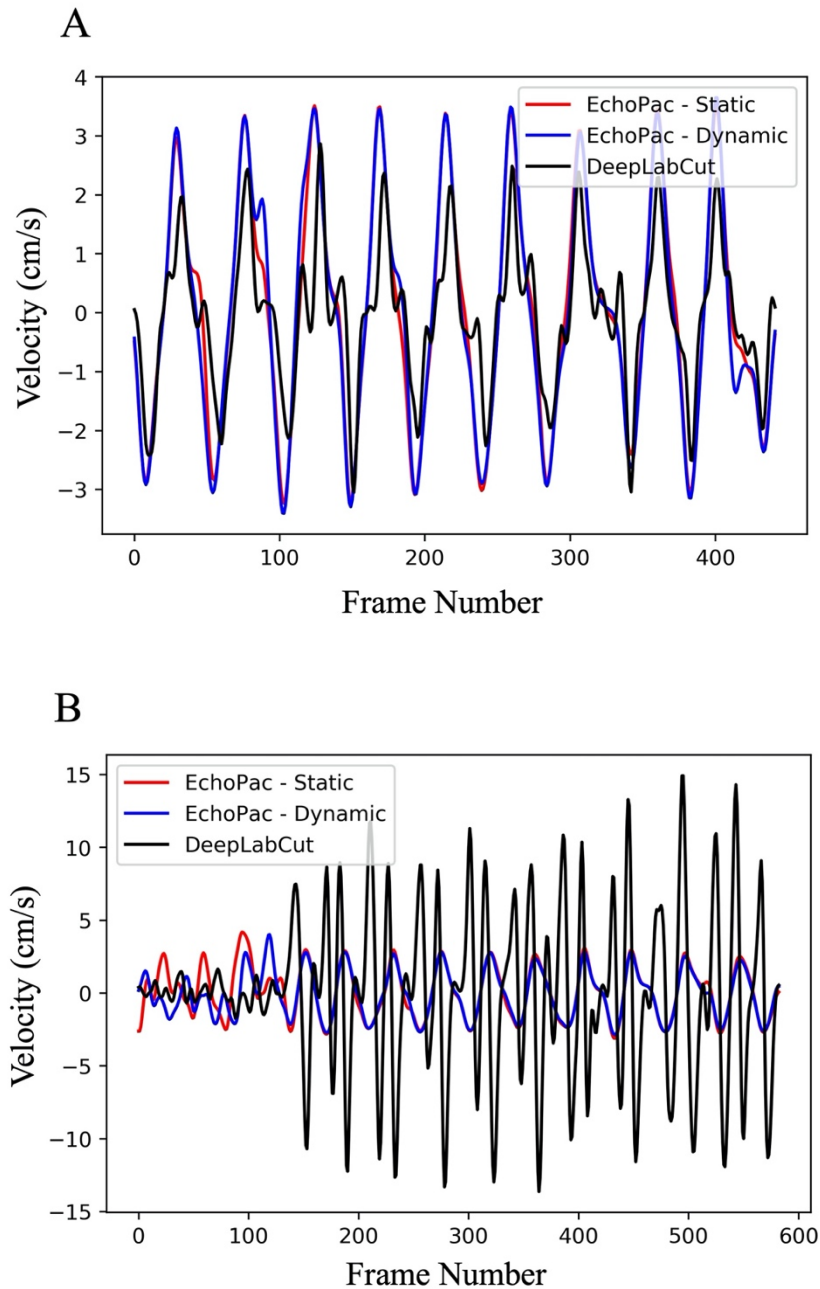 A
4
3
2
1
0
−1
−2
−3
Velocity (cm/s)
EchoPac - Static
EchoPac - Dynamic
DeepLabCut
0 100 200 300 400
Frame Number
B
15
10
5
0
−5
−10
−15
Velocity (cm/s)
EchoPac - Static
EchoPac - Dynamic
DeepLabCut
0 100 200 300 400 500 600
Frame Number